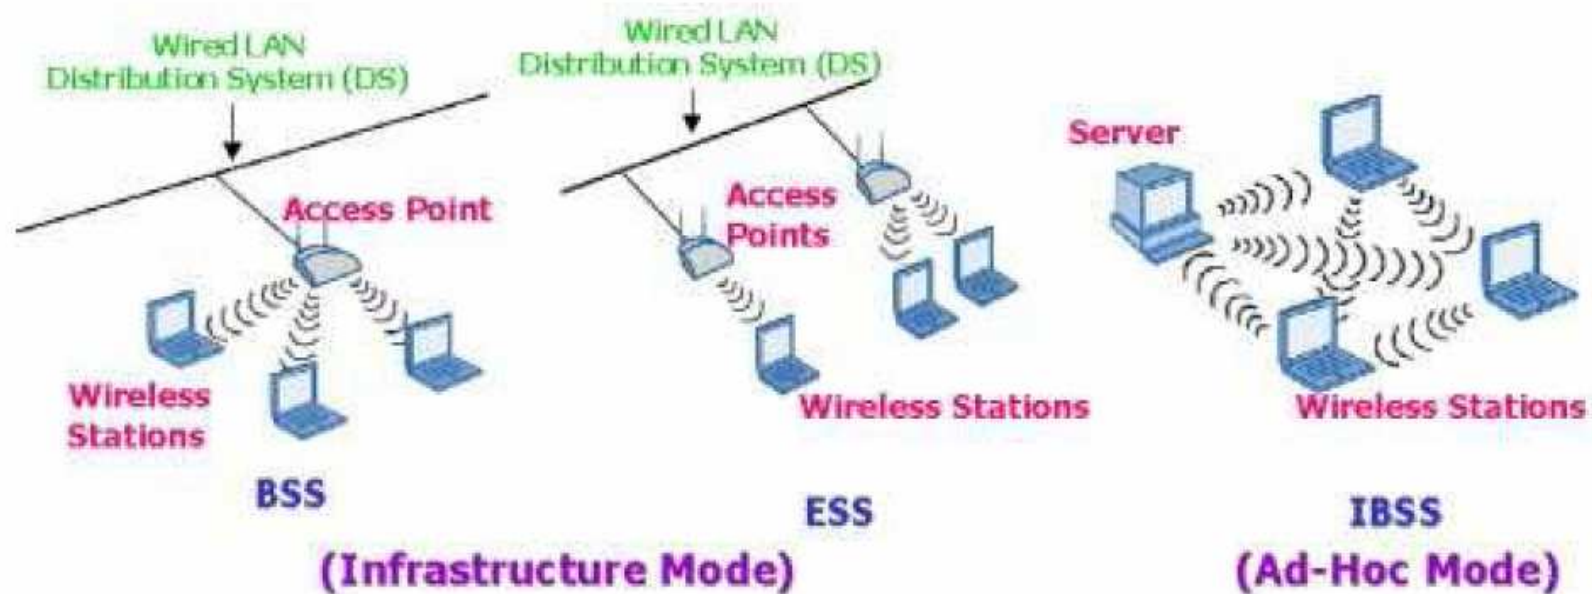 Wired LAN
Distribution System (DS)
Access Point
Wireless
Stations
BSS
Wired LAN
Distribution System (DS)
Access
Points
Wireless Stations
ESS
(Infrastructure Mode)
Server
Wireless Stations
IBSS
(Ad-Hoc Mode)